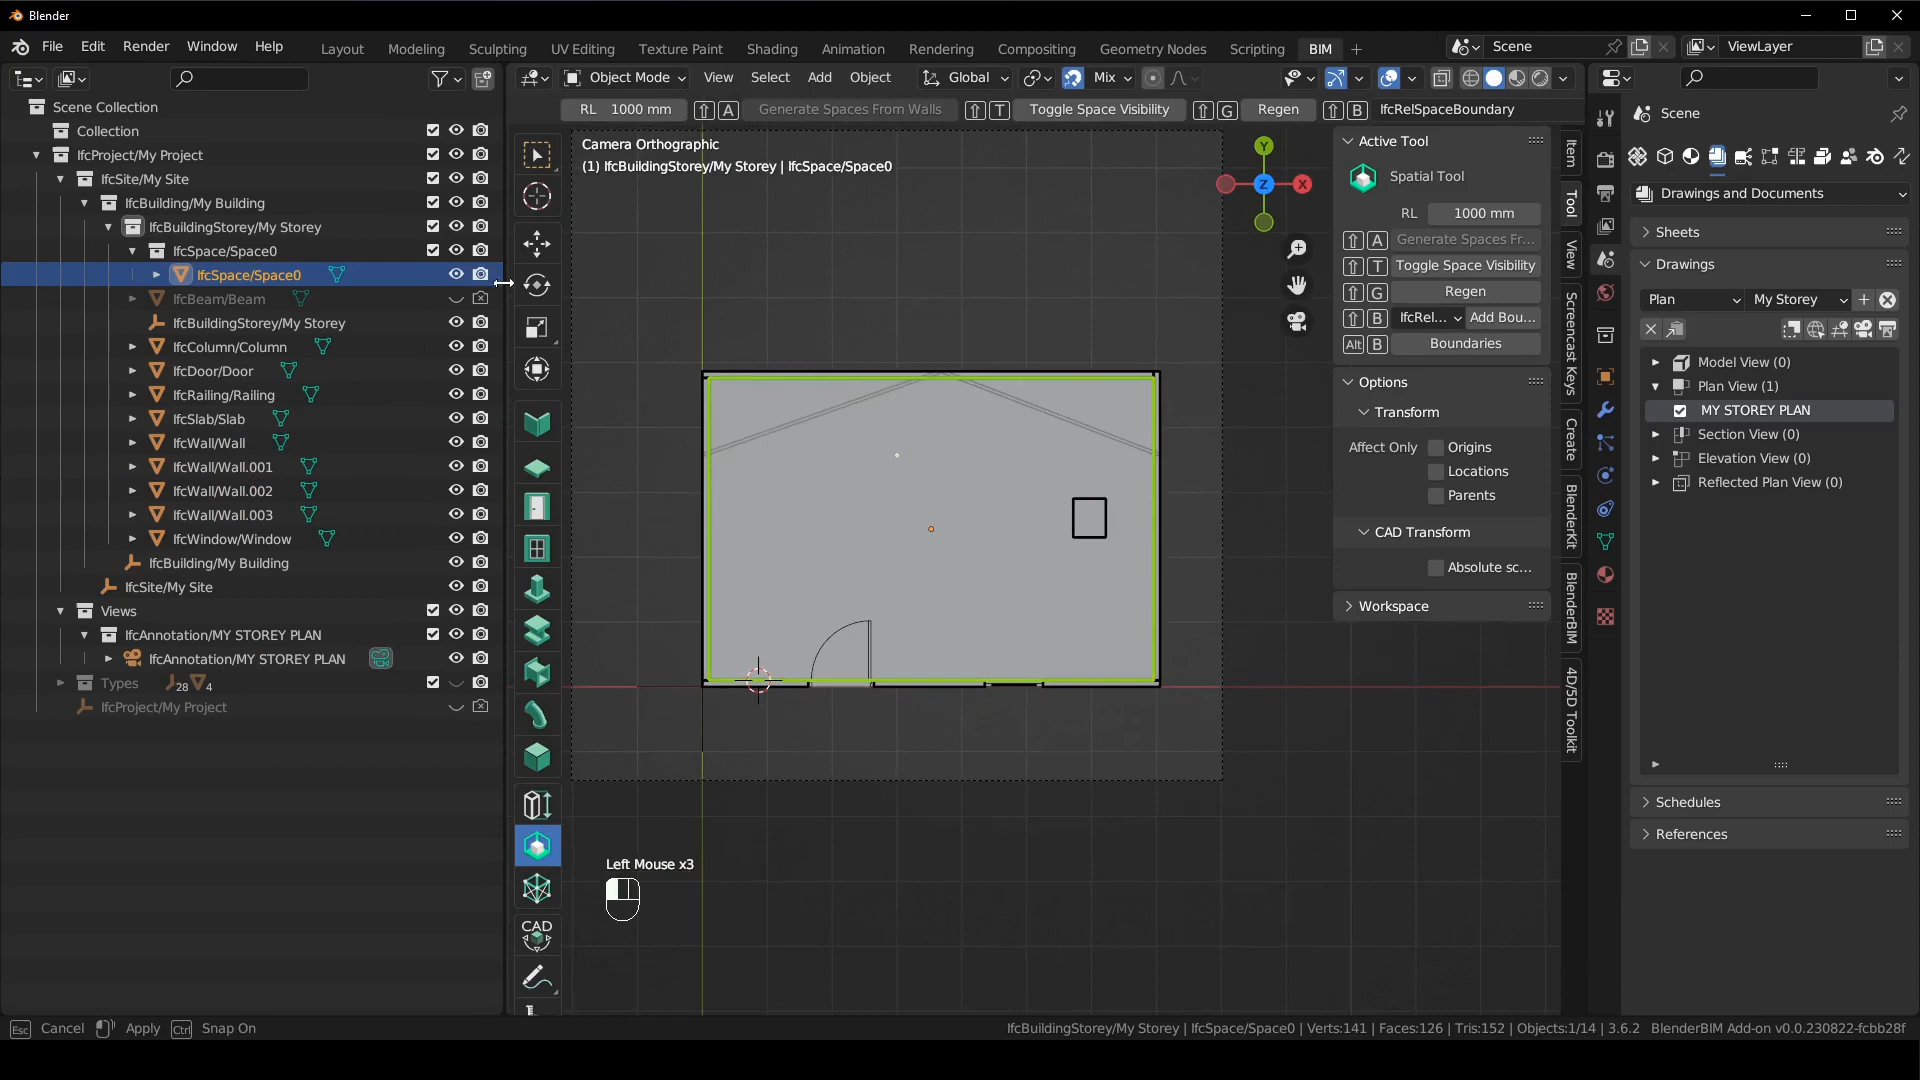 Blender
File Edit Render Window Help Layout Modeling Sculpting UV Editing Texture Paint Shading Animation Rendering Compositing Geometry Nodes Scripting BIM Scene ViewLayer
Object Mode View Select Add Object Global Mix
RL 1000 mm A Generate Spaces From Walls T Toggle Space Visibility G Regen B IfcRelSpaceBoundary
Scene Collection
Collection
IfcProject/My Project
IfcSite/My Site
IfcBuilding/My Building
IfcBuildingStorey/My Storey
IfcSpace/Space0
IfcSpace/Space0
IfcBeam/Beam
IfcBuildingStorey/My Storey
IfcColumn/Column
IfcDoor/Door
IfcRailing/Railing
IfcSlab/Slab
IfcWall/Wall
IfcWall/Wall.001
IfcWall/Wall.002
IfcWall/Wall.003
IfcWindow/Window
IfcBuilding/My Building
IfcSite/My Site
Views
IfcAnnotation/MY STOREY PLAN
IfcAnnotation/MY STOREY PLAN
Types 28 4
IfcProject/My Project
Camera Orthographic
(1) IfcBuildingStorey/My Storey | IfcSpace/Space0
Y
Z X
CAD
Left Mouse x3
Active Tool
Spatial Tool
RL 1000 mm
A Generate Spaces Fr...
T Toggle Space Visibility
G Regen
B IfcRel... Add Bou...
Alt B Boundaries
Options
Transform
Affect Only Origins
Locations
Parents
CAD Transform
Absolute sc...
Workspace
Item
Tool
View
Screencast Keys
Create
BlenderKit
BlenderBIM
4D/5D Toolkit
Scene
Drawings and Documents
Sheets
Drawings
Plan My Storey
Model View (0)
Plan View (1)
MY STOREY PLAN
Section View (0)
Elevation View (0)
Reflected Plan View (0)
Schedules
References
Esc Cancel Apply Ctrl Snap On IfcBuildingStorey/My Storey | IfcSpace/Space0 | Verts:141 | Faces:126 | Tris:152 | Objects:1/14 | 3.6.2 BlenderBIM Add-on v0.0.230822-fcbb28f